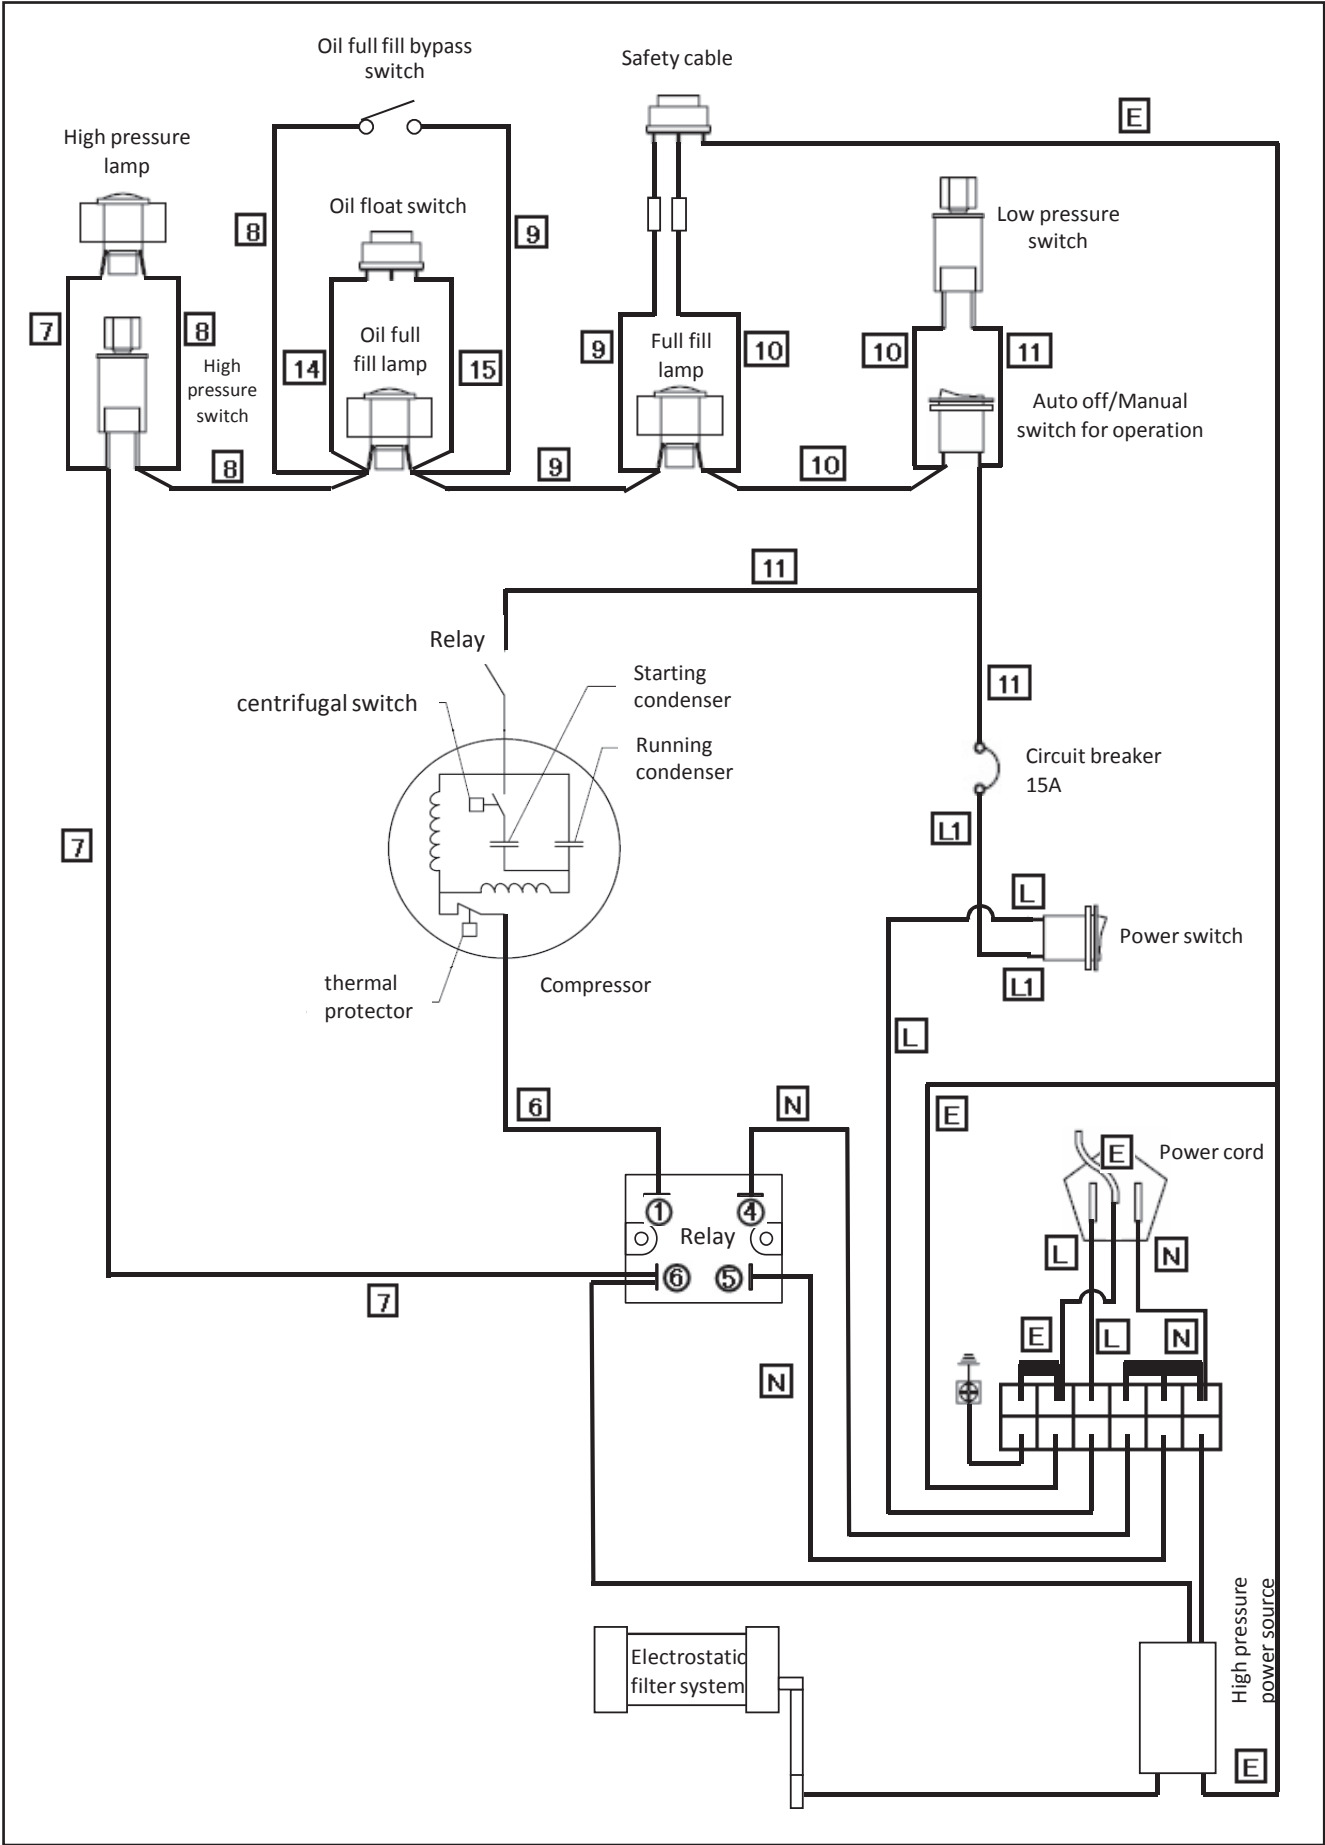 Oil full fill bypass
switch
Safety cable
E
High pressure
lamp
Oil float switch
8
9
Low pressure
switch
7
8
High
pressure
switch
14
Oil full
fill lamp
15
9
Full fill
lamp
10
10
11
Auto off/Manual
switch for operation
8
9
10
11
Relay
centrifugal switch
Starting
condenser
Running
condenser
11
Circuit breaker
15A
7
L1
L
Power switch
L1
thermal
protector
Compressor
L
6
N
E
E
Power cord
1
4
Relay
6
5
L
N
7
E
L
N
N
High pressure
power source
Electrostatic
filter system
E